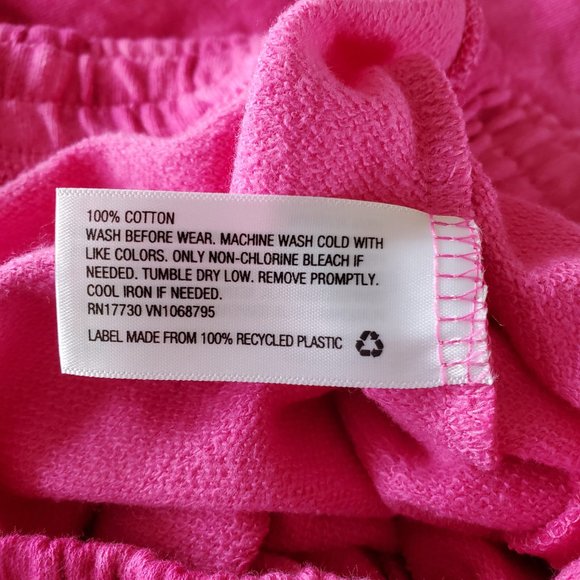 100% COTTON
WASH BEFORE WEAR. MACHINE WASH COLD WITH
LIKE COLORS. ONLY NON-CHLORINE BLEACH IF
NEEDED. TUMBLE DRY LOW. REMOVE PROMPTLY.
COOL IRON IF NEEDED.
RN17730 VN1068795
LABEL MADE FROM 100% RECYCLED PLASTIC